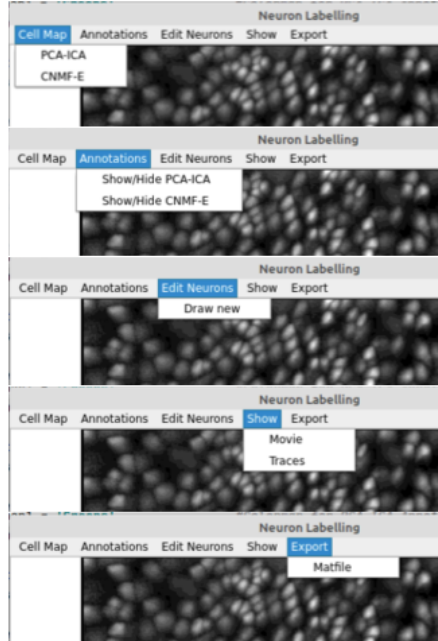 Neuron Labelling
Cell Map Annotations Edit Neurons Show Export
PCA-ICA
CNMF-E
Neuron Labelling
Cell Map Annotations Edit Neurons Show Export
Show/Hide PCA-ICA
Show/Hide CNMF-E
Neuron Labelling
Cell Map Annotations Edit Neurons Show Export
Draw new
Neuron Labelling
Cell Map Annotations Edit Neurons Show Export
Movie
Traces
Neuron Labelling
Cell Map Annotations Edit Neurons Show Export
Matfile